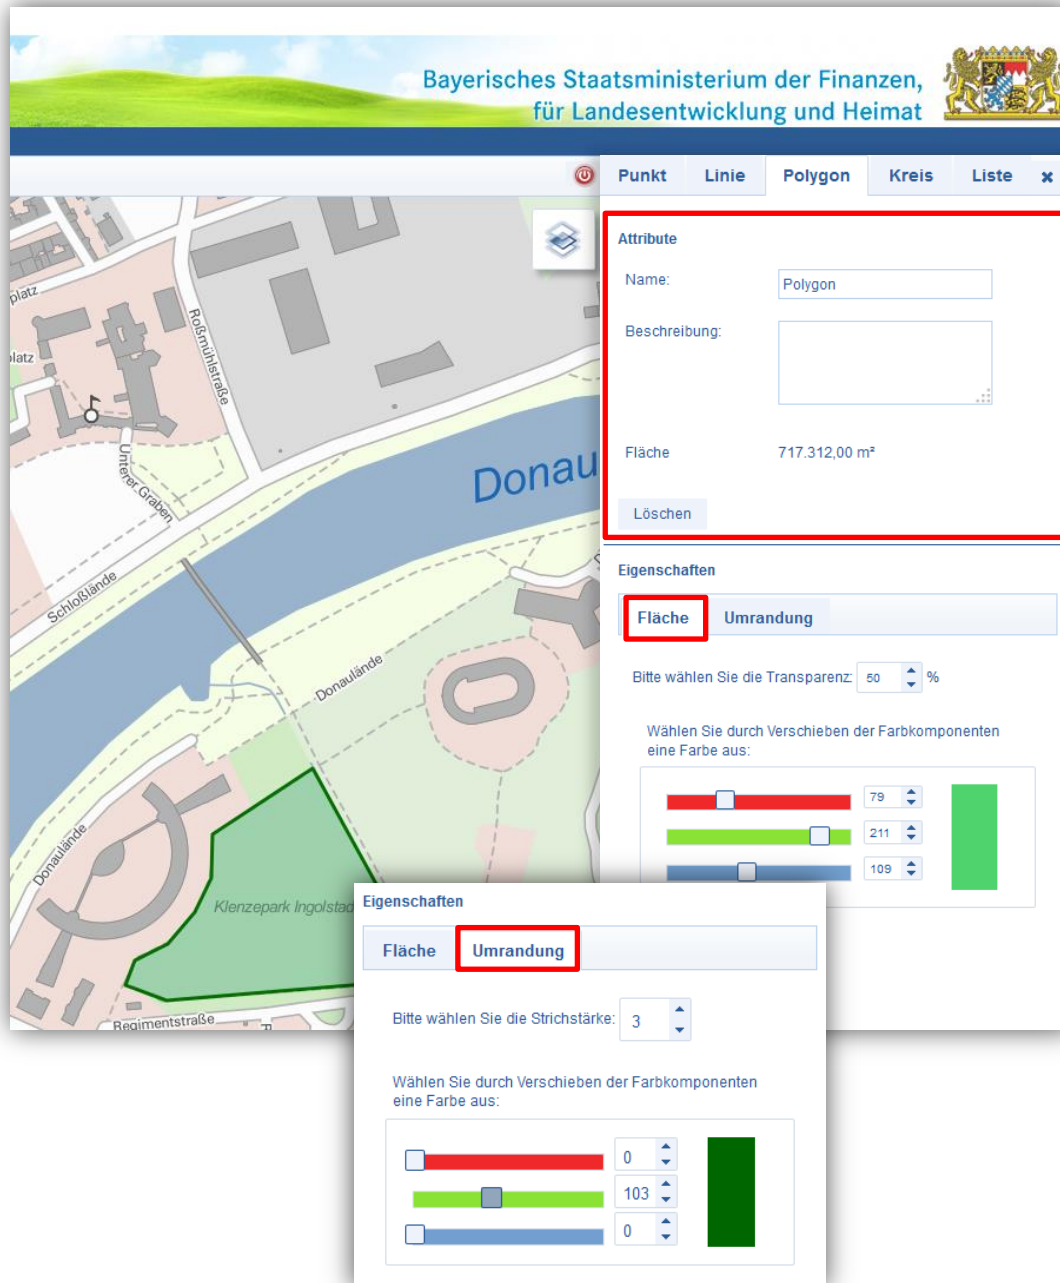 Bayerisches Staatsministerium der Finanzen,
für Landesentwicklung und Heimat
Punkt Linie Polygon Kreis Liste
Attribute
Name: Polygon
Beschreibung:
Fläche 717.312,00 m²
Löschen
Eigenschaften
Fläche Umrandung
Bitte wählen Sie die Transparenz: 50 %
Wählen Sie durch Verschieben der Farbkomponenten
eine Farbe aus:
79
211
109
platz
latz
Roßmühlstraße
Unterer Graben
Schloßlände
Donau
Donaulände
Donaulände
Klenzepark Ingolstad
Regimentstraße
Eigenschaften
Fläche Umrandung
Bitte wählen Sie die Strichstärke: 3
Wählen Sie durch Verschieben der Farbkomponenten
eine Farbe aus:
0
103
0